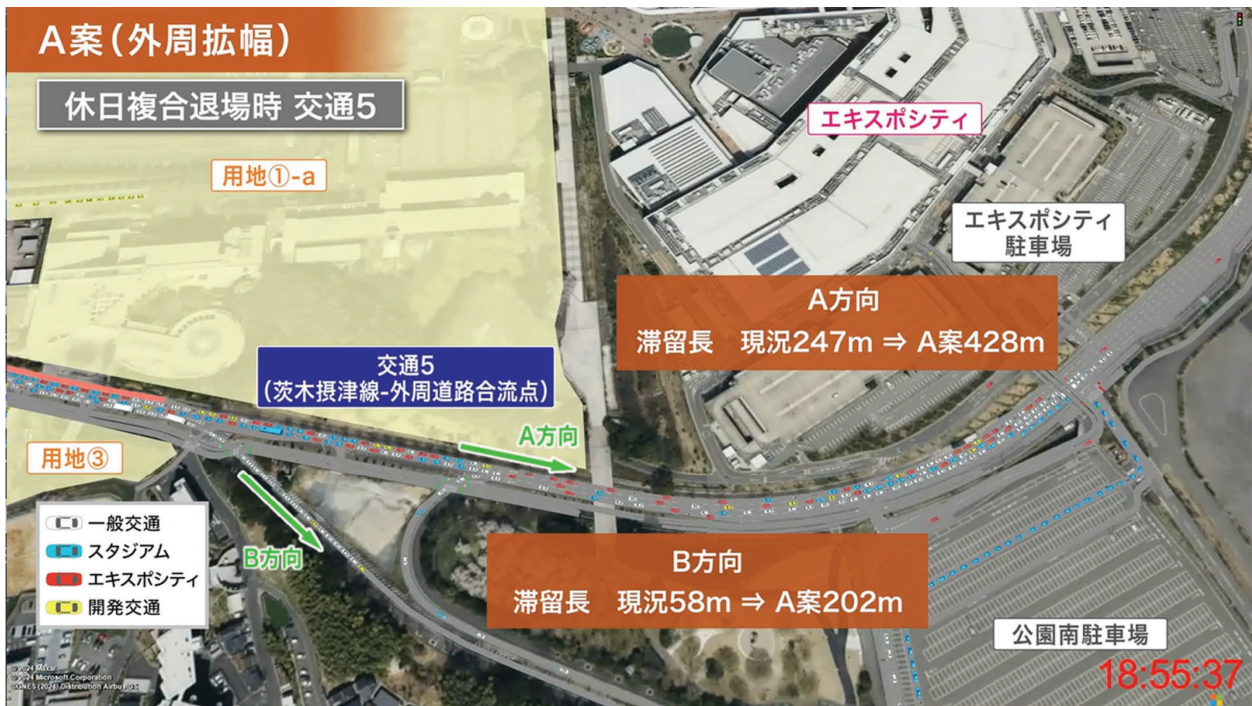 A案(外周拡幅)
休日複合退場時 交通5
用地①-a
エキスポシティ
エキスポシティ
駐車場
A方向
滞留長　現況247m ⇒ A案428m
交通5
(茨木摂津線-外周道路合流点)
A方向
用地③
B方向
一般交通
スタジアム
エキスポシティ
開発交通
B方向
滞留長　現況58m ⇒ A案202m
公園南駐車場
18:55:37
© 2024 Microsoft Corporation